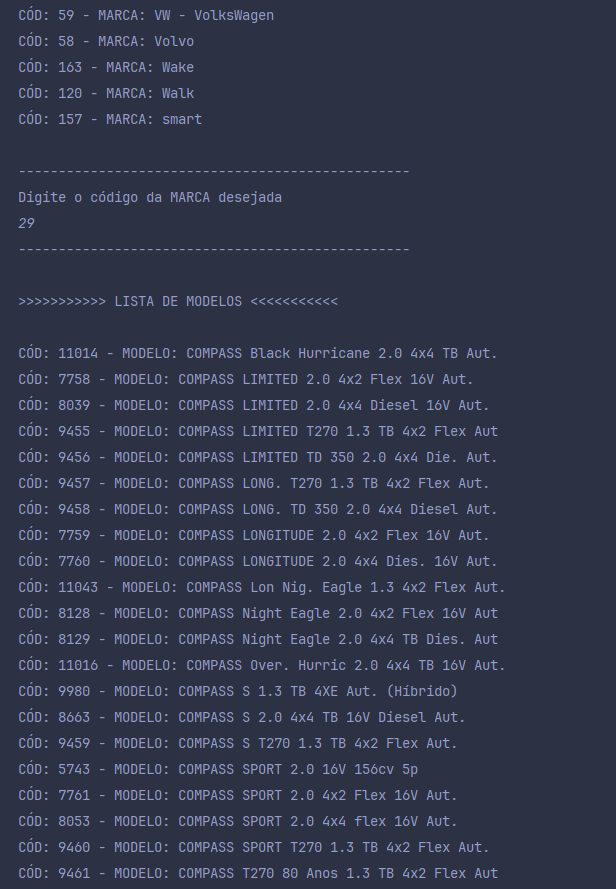 CÓD: 59 - MARCA: VW - VolksWagen
CÓD: 58 - MARCA: Volvo
CÓD: 163 - MARCA: Wake
CÓD: 120 - MARCA: Walk
CÓD: 157 - MARCA: smart
-------------------------------------------------
Digite o código da MARCA desejada
29
-------------------------------------------------
>>>>>>>>>>> LISTA DE MODELOS <<<<<<<<<<<
CÓD: 11014 - MODELO: COMPASS Black Hurricane 2.0 4x4 TB Aut.
CÓD: 7758 - MODELO: COMPASS LIMITED 2.0 4x2 Flex 16V Aut.
CÓD: 8039 - MODELO: COMPASS LIMITED 2.0 4x4 Diesel 16V Aut.
CÓD: 9455 - MODELO: COMPASS LIMITED T270 1.3 TB 4x2 Flex Aut
CÓD: 9456 - MODELO: COMPASS LIMITED TD 350 2.0 4x4 Die. Aut.
CÓD: 9457 - MODELO: COMPASS LONG. T270 1.3 TB 4x2 Flex Aut.
CÓD: 9458 - MODELO: COMPASS LONG. TD 350 2.0 4x4 Diesel Aut.
CÓD: 7759 - MODELO: COMPASS LONGITUDE 2.0 4x2 Flex 16V Aut.
CÓD: 7760 - MODELO: COMPASS LONGITUDE 2.0 4x4 Dies. 16V Aut.
CÓD: 11043 - MODELO: COMPASS Lon Nig. Eagle 1.3 4x2 Flex Aut.
CÓD: 8128 - MODELO: COMPASS Night Eagle 2.0 4x2 Flex 16V Aut
CÓD: 8129 - MODELO: COMPASS Night Eagle 2.0 4x4 TB Dies. Aut
CÓD: 11016 - MODELO: COMPASS Over. Hurric 2.0 4x4 TB 16V Aut.
CÓD: 9980 - MODELO: COMPASS S 1.3 TB 4XE Aut. (Híbrido)
CÓD: 8663 - MODELO: COMPASS S 2.0 4x4 TB 16V Diesel Aut.
CÓD: 9459 - MODELO: COMPASS S T270 1.3 TB 4x2 Flex Aut.
CÓD: 5743 - MODELO: COMPASS SPORT 2.0 16V 156cv 5p
CÓD: 7761 - MODELO: COMPASS SPORT 2.0 4x2 Flex 16V Aut.
CÓD: 8053 - MODELO: COMPASS SPORT 2.0 4x4 flex 16V Aut.
CÓD: 9460 - MODELO: COMPASS SPORT T270 1.3 TB 4x2 Flex Aut.
CÓD: 9461 - MODELO: COMPASS T270 80 Anos 1.3 TB 4x2 Flex Aut